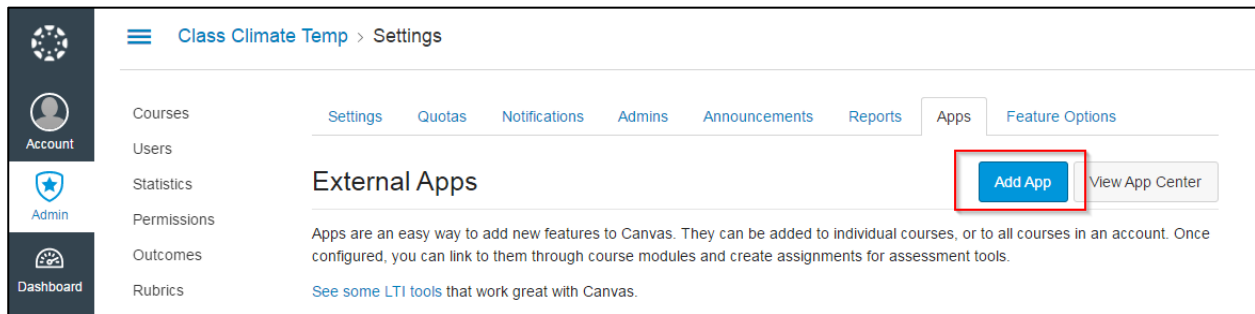 Class Climate Temp > Settings
Account
Admin
Dashboard
Courses
Users
Statistics
Permissions
Outcomes
Rubrics
Settings Quotas Notifications Admins Announcements Reports Apps Feature Options
External Apps
Add App
View App Center
Apps are an easy way to add new features to Canvas. They can be added to individual courses, or to all courses in an account. Once
configured, you can link to them through course modules and create assignments for assessment tools.
See some LTI tools that work great with Canvas.